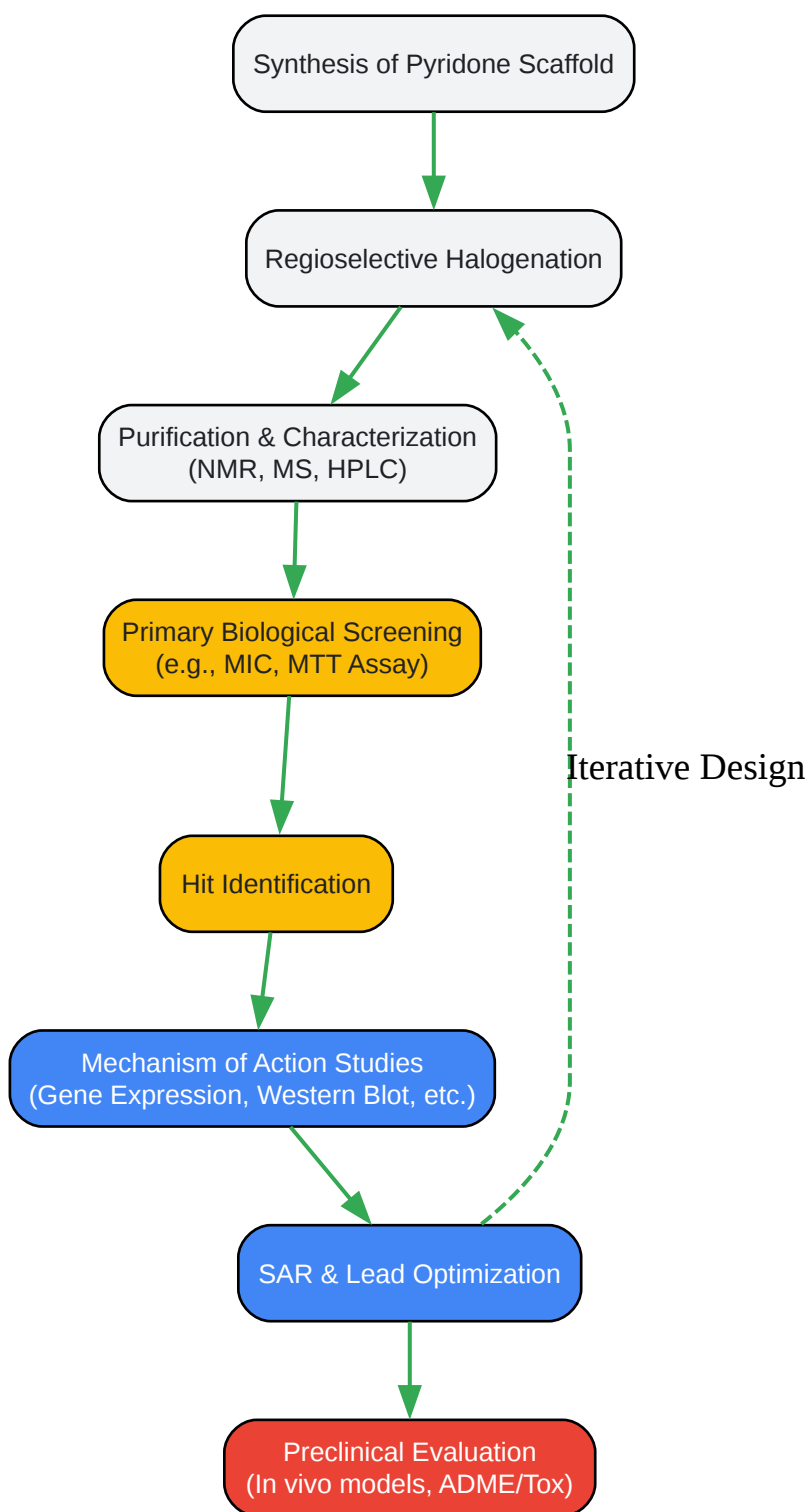 Synthesis of Pyridone Scaffold
Regioselective Halogenation
Purification & Characterization
(NMR, MS, HPLC)
Primary Biological Screening
(e.g., MIC, MTT Assay)
Iterative Design
Hit Identification
Mechanism of Action Studies
(Gene Expression, Western Blot, etc.)
SAR & Lead Optimization
Preclinical Evaluation
(In vivo models, ADME/Tox)